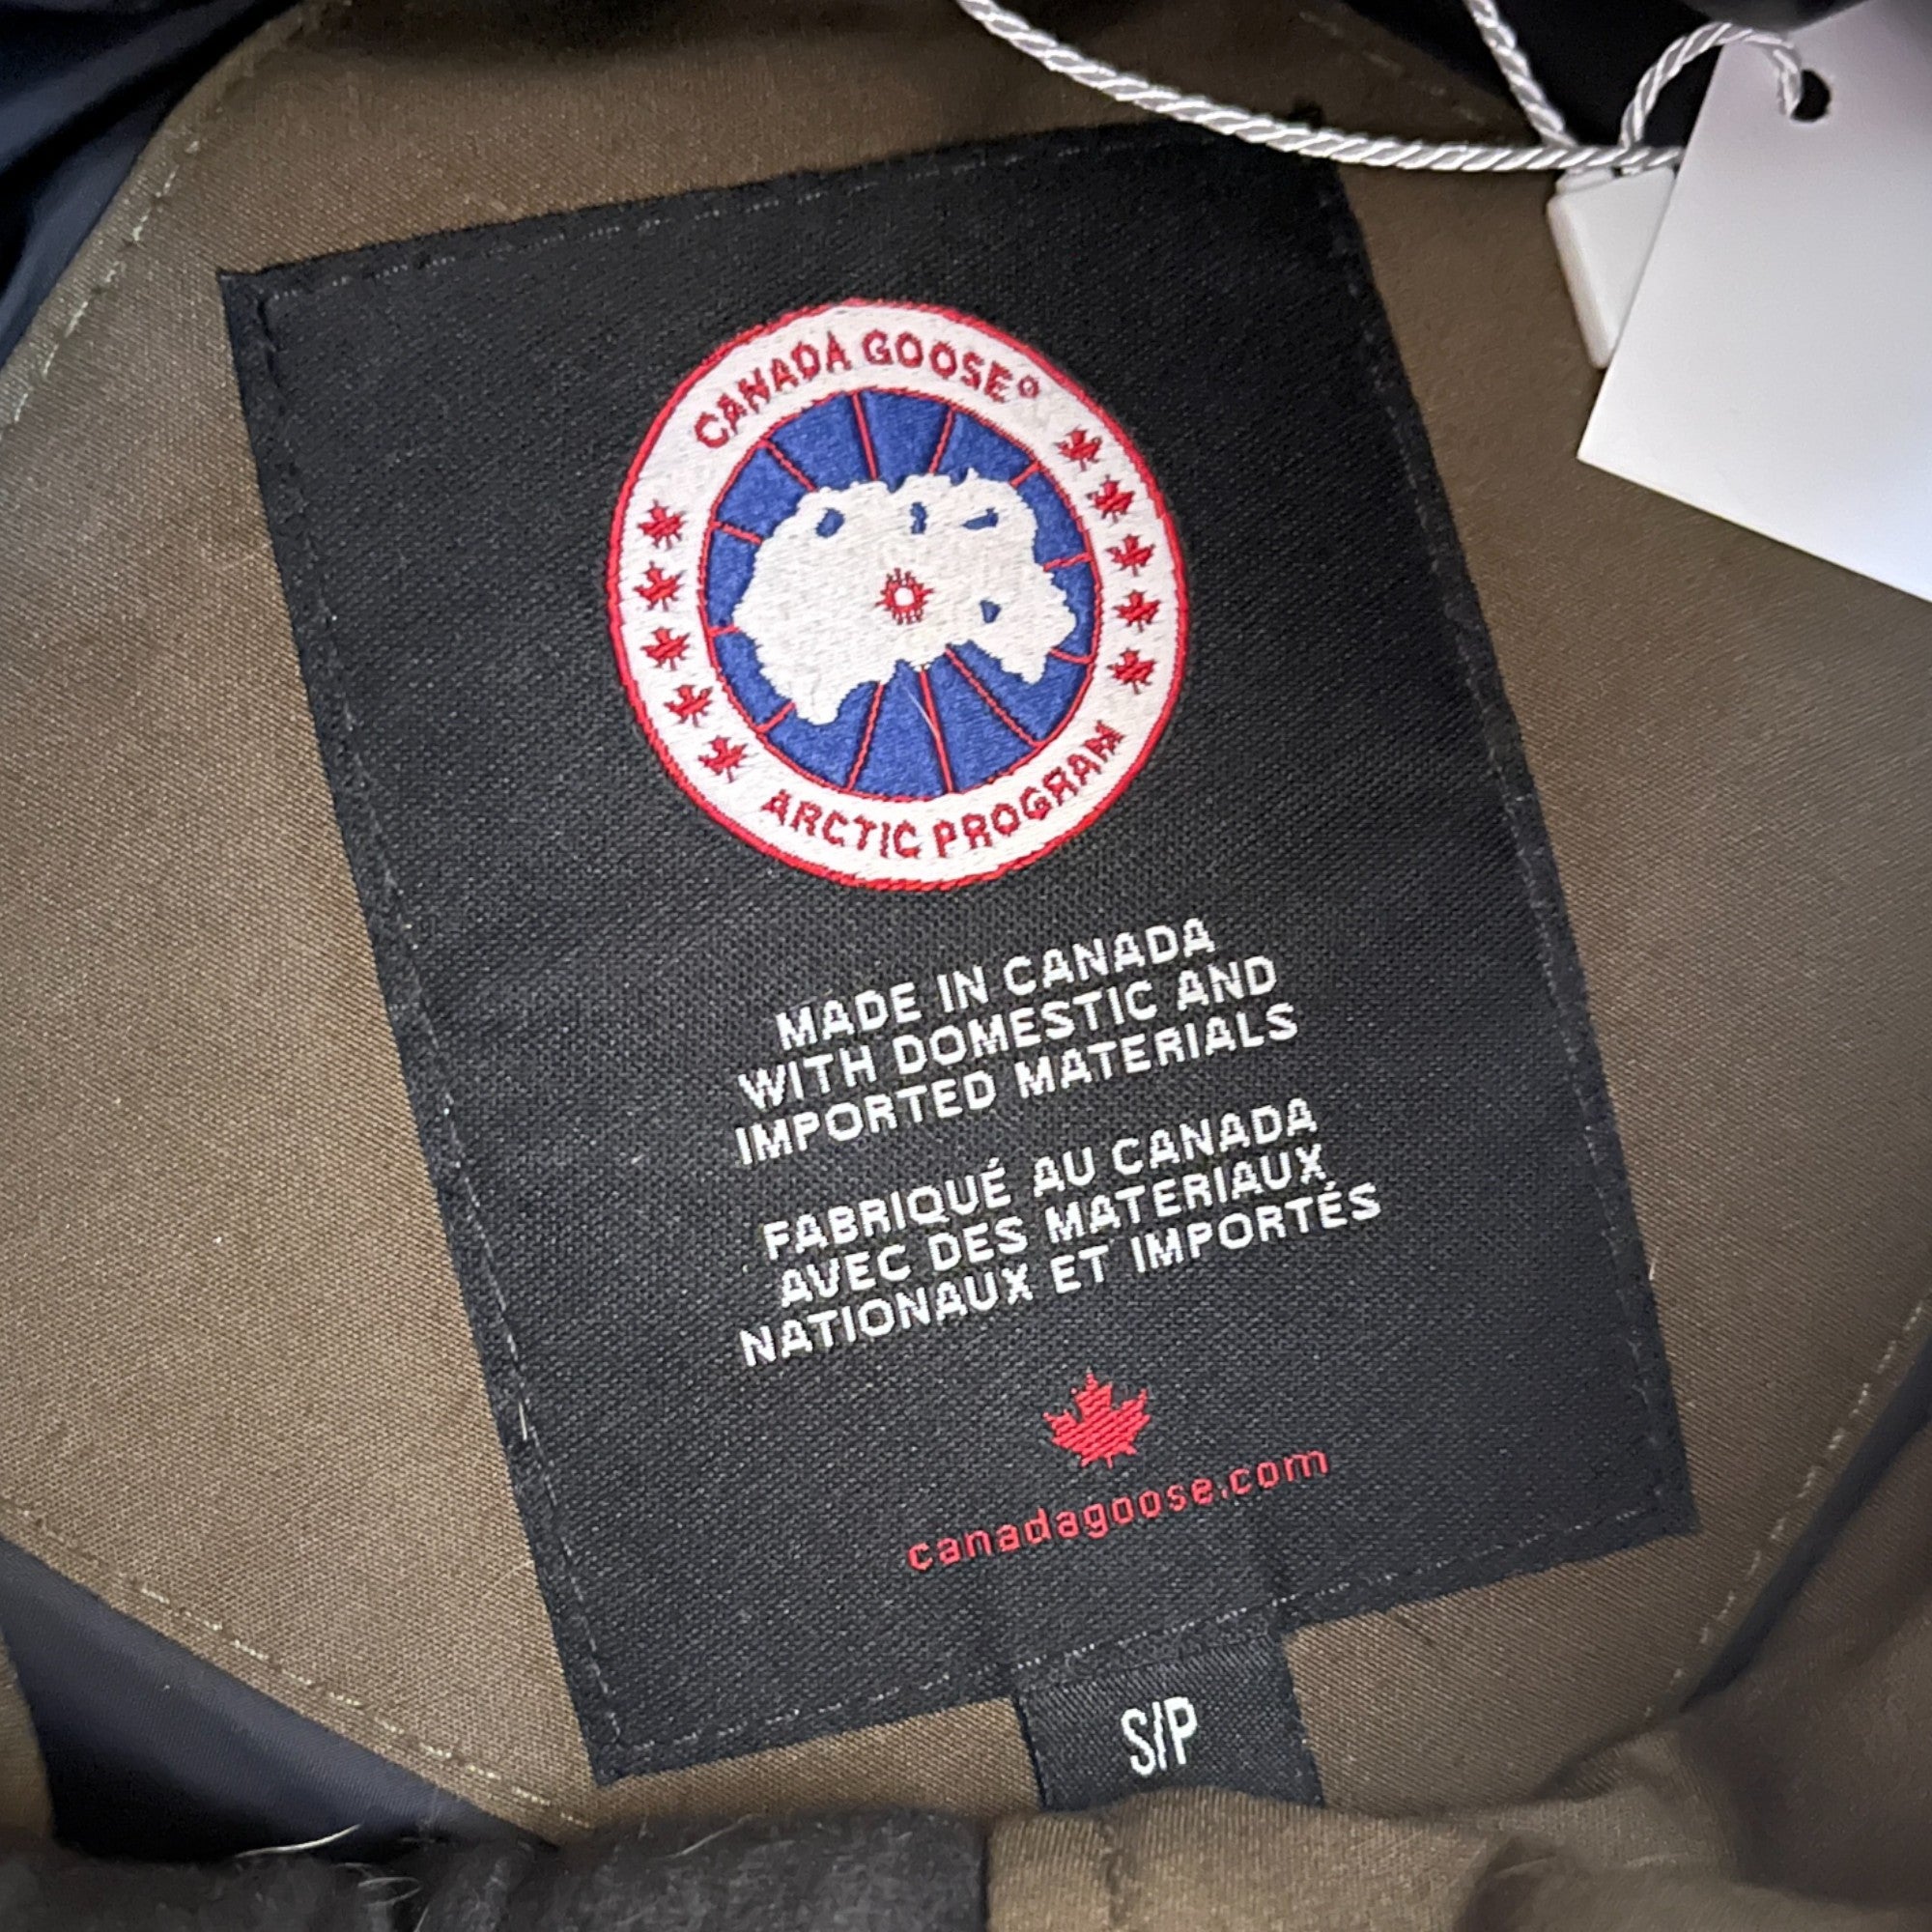 CANADA GOOSE®
ARCTIC PROGRAM
MADE IN CANADA
WITH DOMESTIC AND
IMPORTED MATERIALS
FABRIQUÉ AU CANADA
AVEC DES MATERIAUX
NATIONAUX ET IMPORTÉS
canadagoose.com
S/P